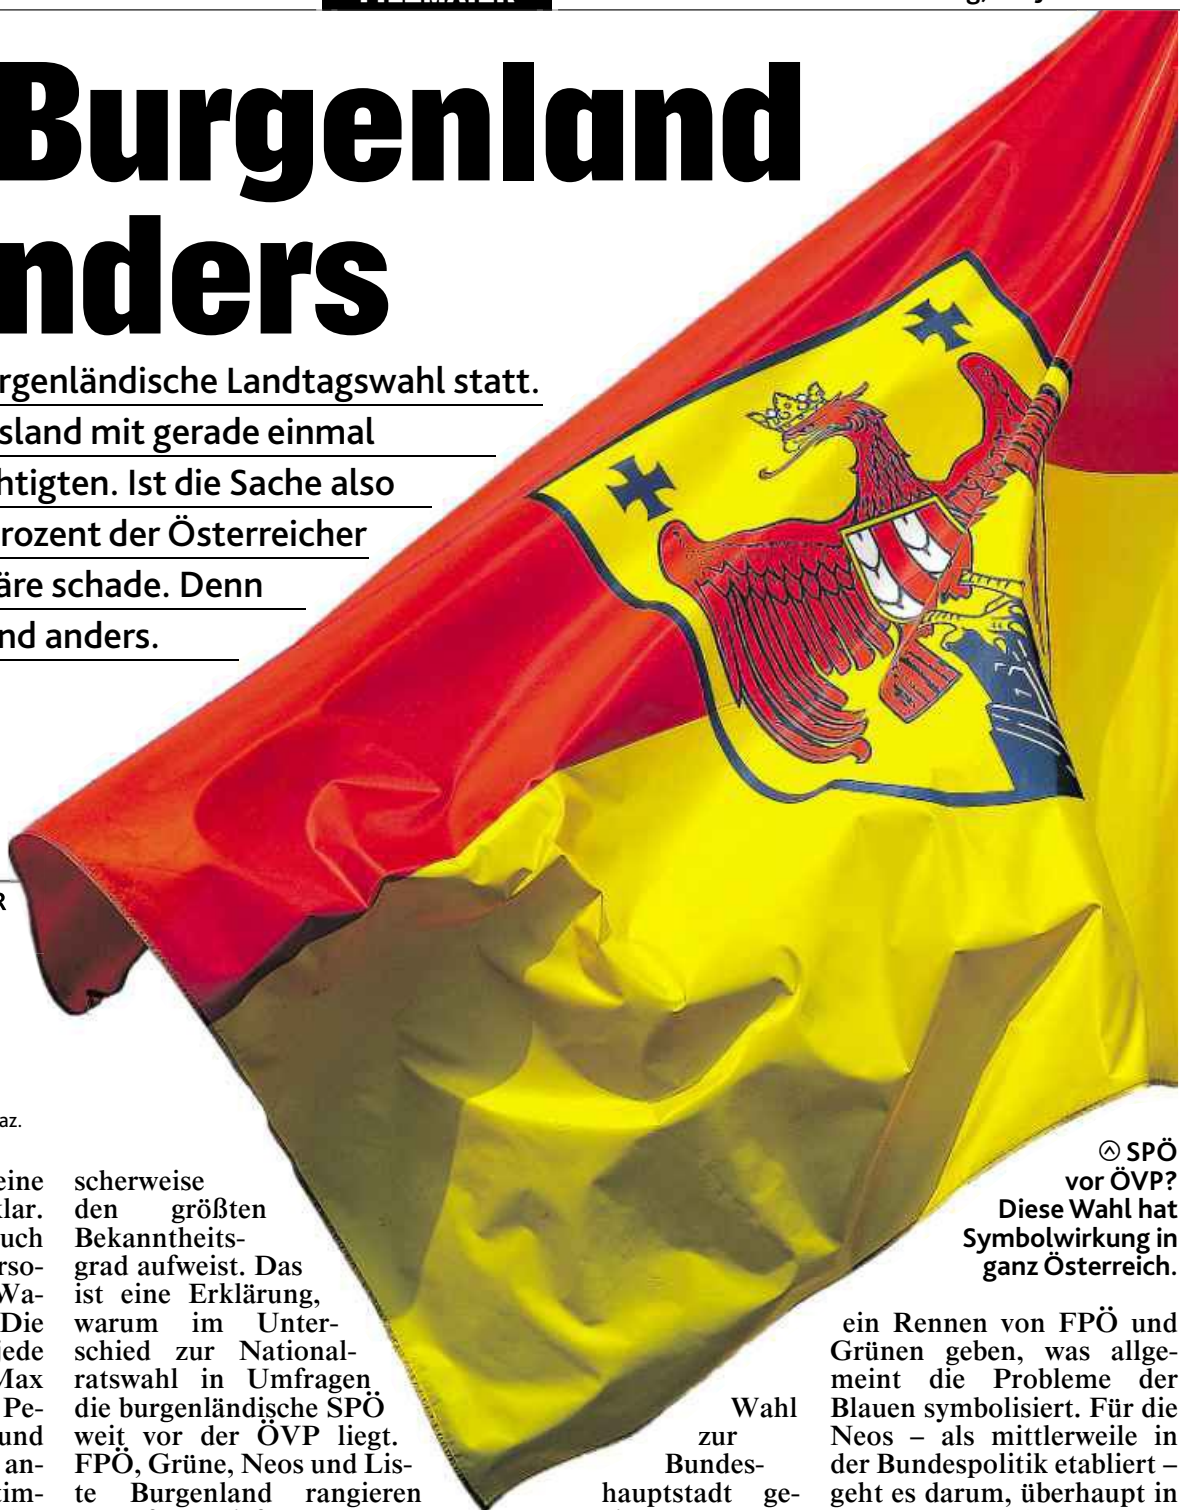 Burgenland
nders
rgenländische Landtagswahl statt.
sland mit gerade einmal
htigten. Ist die Sache also
rozent der Österreicher
äre schade. Denn
nd anders.
R
az.
eine
lar.
uch
rso-
Wa-
Die
jede
Max
Pe-
und
an-
tim-
scherweise
den größten
Bekanntheits-
grad aufweist. Das
ist eine Erklärung,
warum im Unter-
schied zur National-
ratswahl in Umfragen
die burgenländische SPÖ
weit vor der ÖVP liegt.
FPÖ, Grüne, Neos und Lis-
te Burgenland rangieren
Wahl
zur
Bundes-
hauptstadt ge-
SPÖ
vor ÖVP?
Diese Wahl hat
Symbolwirkung in
ganz Österreich.
ein Rennen von FPÖ und
Grünen geben, was allge-
meint die Probleme der
Blauen symbolisiert. Für die
Neos – als mittlerweile in
der Bundespolitik etabliert –
geht es darum, überhaupt in